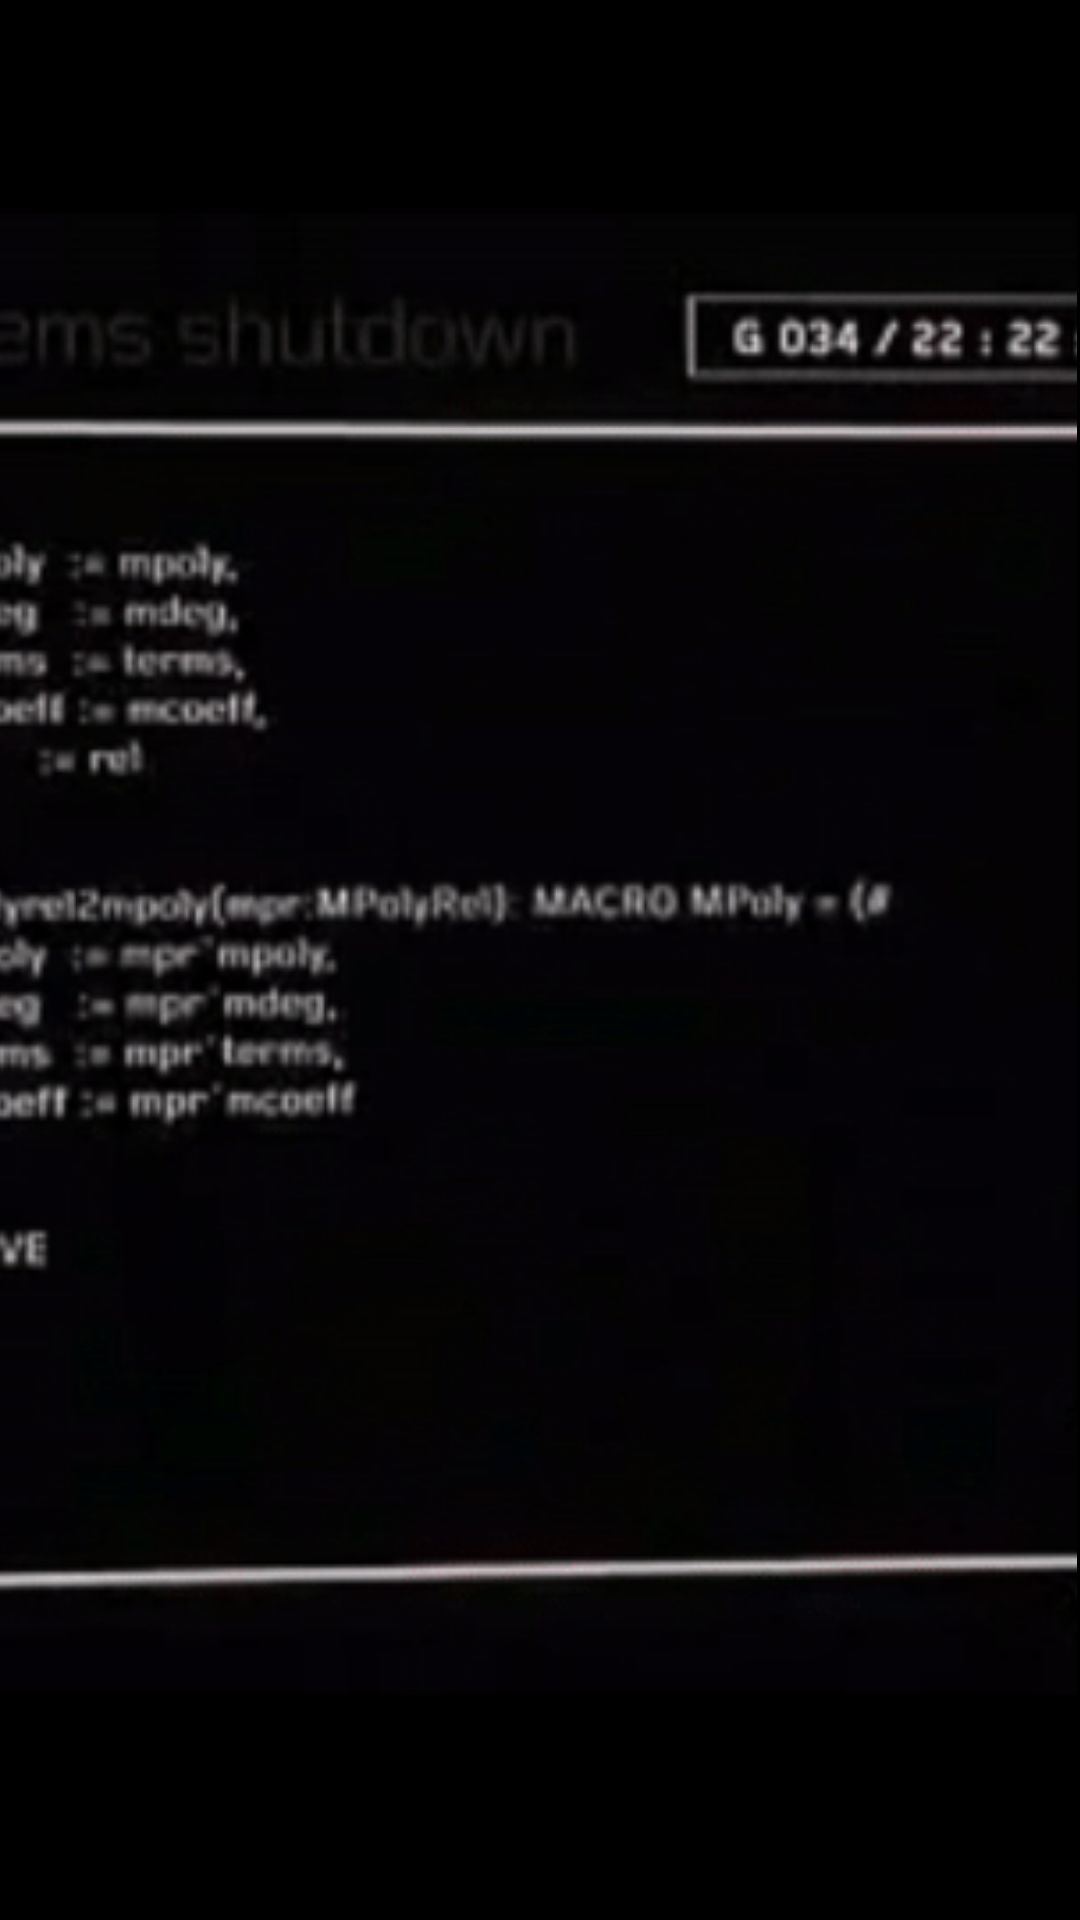 ems shutdown
G 034 / 22 : 22 :
oly := mpoly,
eg := mdeg,
ms := terms,
oeff := mcoeff,
:= rel
lyrel2mpoly(mpr:MPolyRel): MACRO MPoly = (#
oly := mpr`mpoly,
eg := mpr`mdeg,
ms := mpr`terms,
oeff := mpr`mcoeff
VE